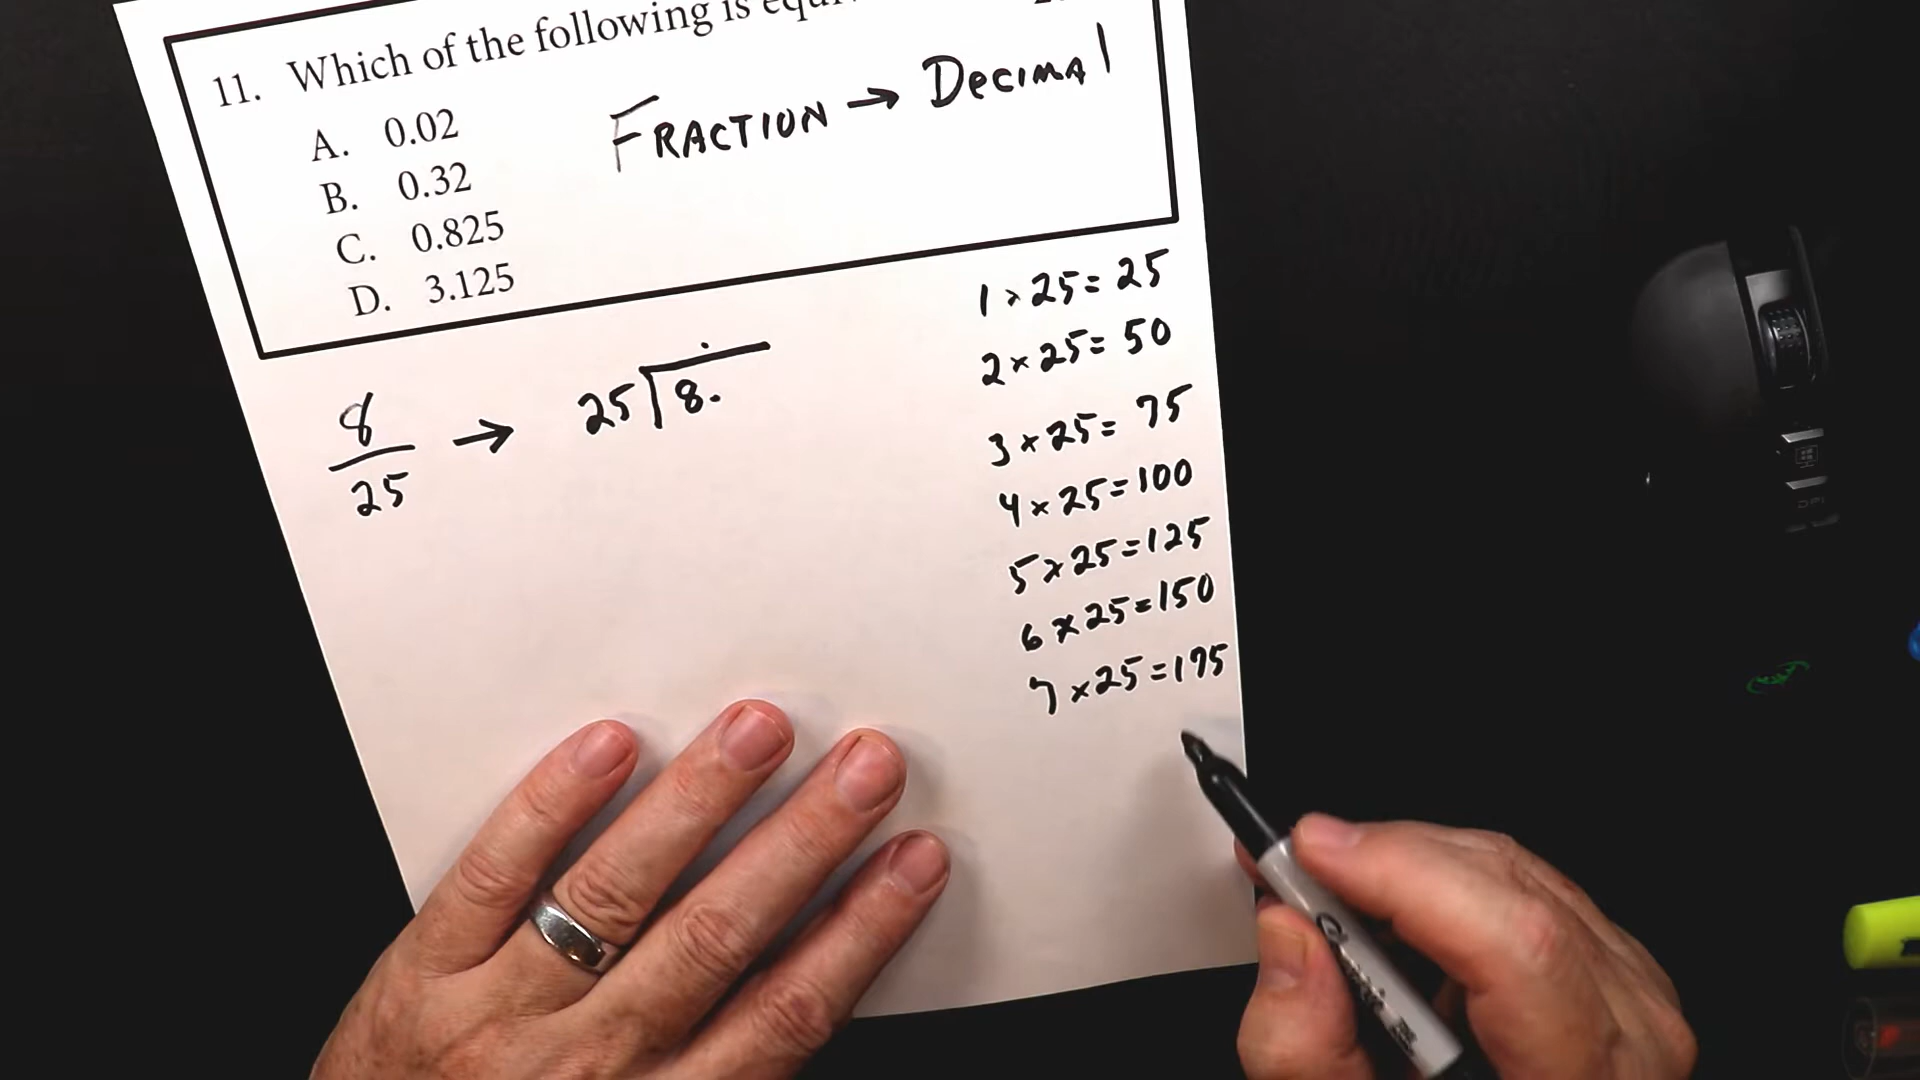 11. Which of the following is
A. 0.02
B. 0.32
C. 0.825
D. 3.125
FRACTION → DECIMAl
8
25
→
25 8.
1 × 25 = 25
2 × 25 = 50
3 × 25 = 75
4 × 25 = 100
5 × 25 = 125
6 × 25 = 150
7 × 25 = 175